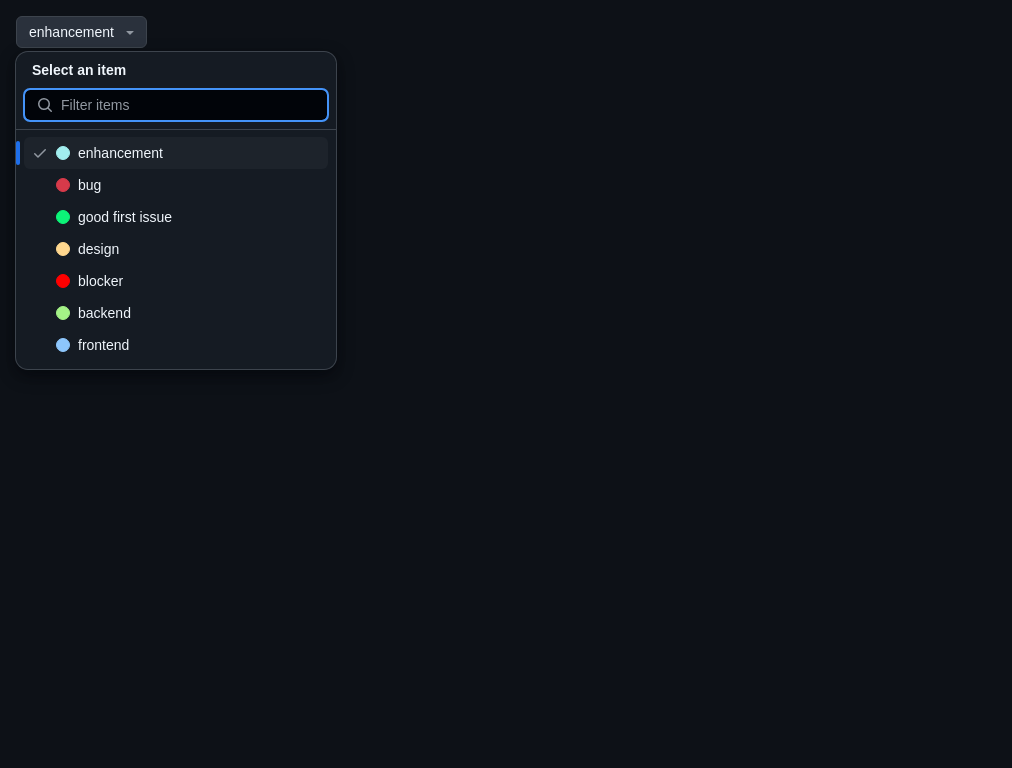 enhancement
Select an item
Filter items
enhancement
bug
good first issue
design
blocker
backend
frontend